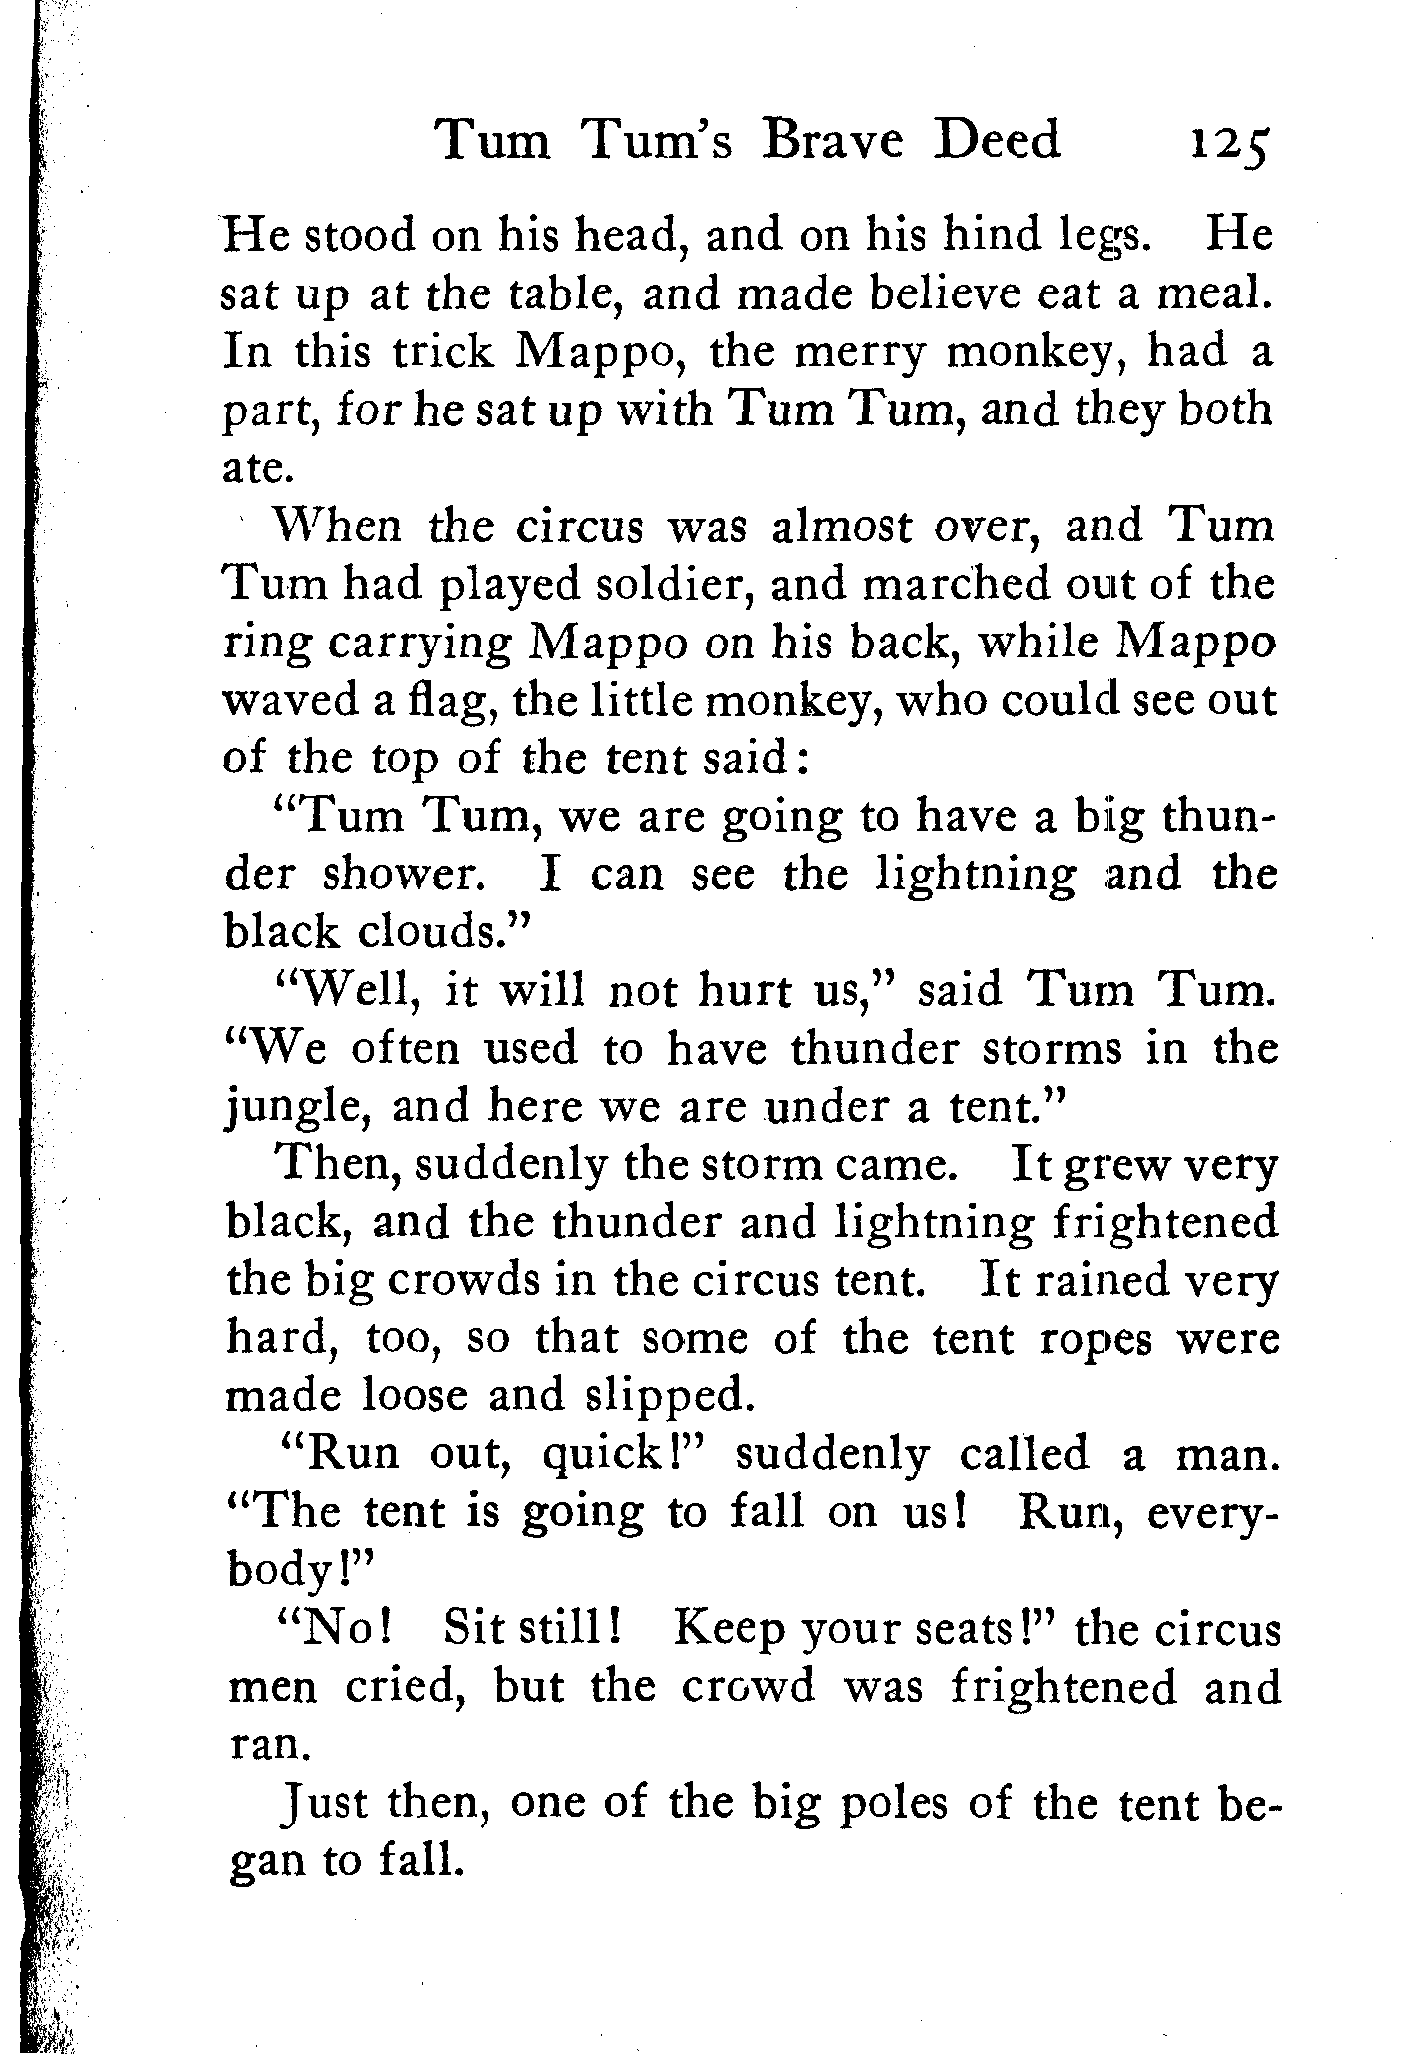 Tum Tum's Brave Deed 125
He stood on his head, and on his hind legs. He
sat up at the table, and made believe eat a meal.
In this trick Mappo, the merry monkey, had a
part, for he sat up with Tum Tum, and they both
ate.
When the circus was almost over, and Tum
Tum had played soldier, and marched out of the
ring carrying Mappo on his back, while Mappo
waved a flag, the little monkey, who could see out
of the top of the tent said:
"Tum Tum, we are going to have a big thun-
der shower. I can see the lightning and the
black clouds."
"Well, it will not hurt us," said Tum Tum.
"We often used to have thunder storms in the
jungle, and here we are under a tent."
Then, suddenly the storm came. It grew very
black, and the thunder and lightning frightened
the big crowds in the circus tent. It rained very
hard, too, so that some of the tent ropes were
made loose and slipped.
"Run out, quick!" suddenly called a man.
"The tent is going to fall on us! Run, every-
body!"
"No! Sit still! Keep your seats!" the circus
men cried, but the crowd was frightened and
ran.
Just then, one of the big poles of the tent be-
gan to fall.